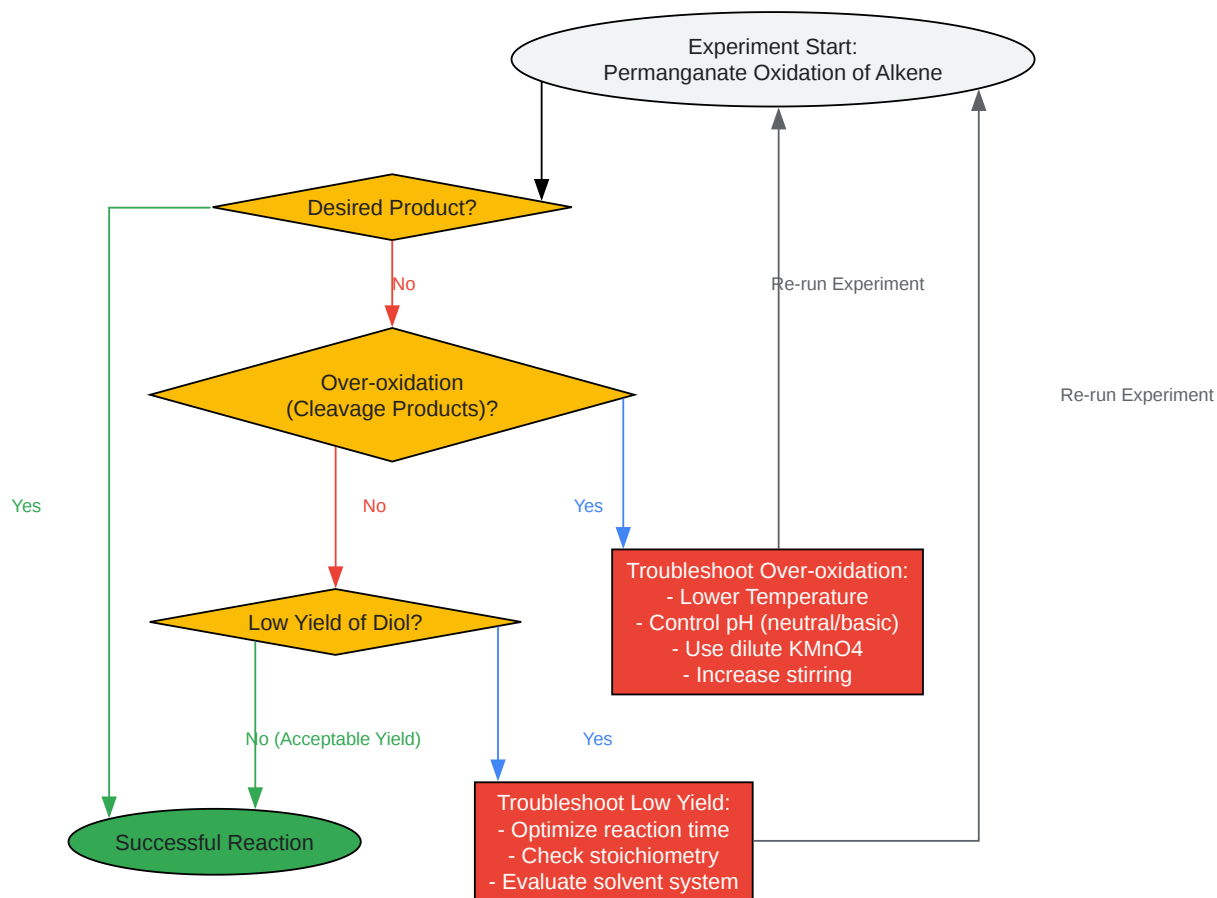 Experiment Start:
Permanganate Oxidation of Alkene
Desired Product?
No
Re-run Experiment
Over-oxidation
(Cleavage Products)?
Re-run Experiment
Yes
No
Yes
Troubleshoot Over-oxidation:
- Lower Temperature
- Control pH (neutral/basic)
- Use dilute KMnO4
- Increase stirring
Low Yield of Diol?
No (Acceptable Yield)
Yes
Troubleshoot Low Yield:
- Optimize reaction time
- Check stoichiometry
- Evaluate solvent system
Successful Reaction